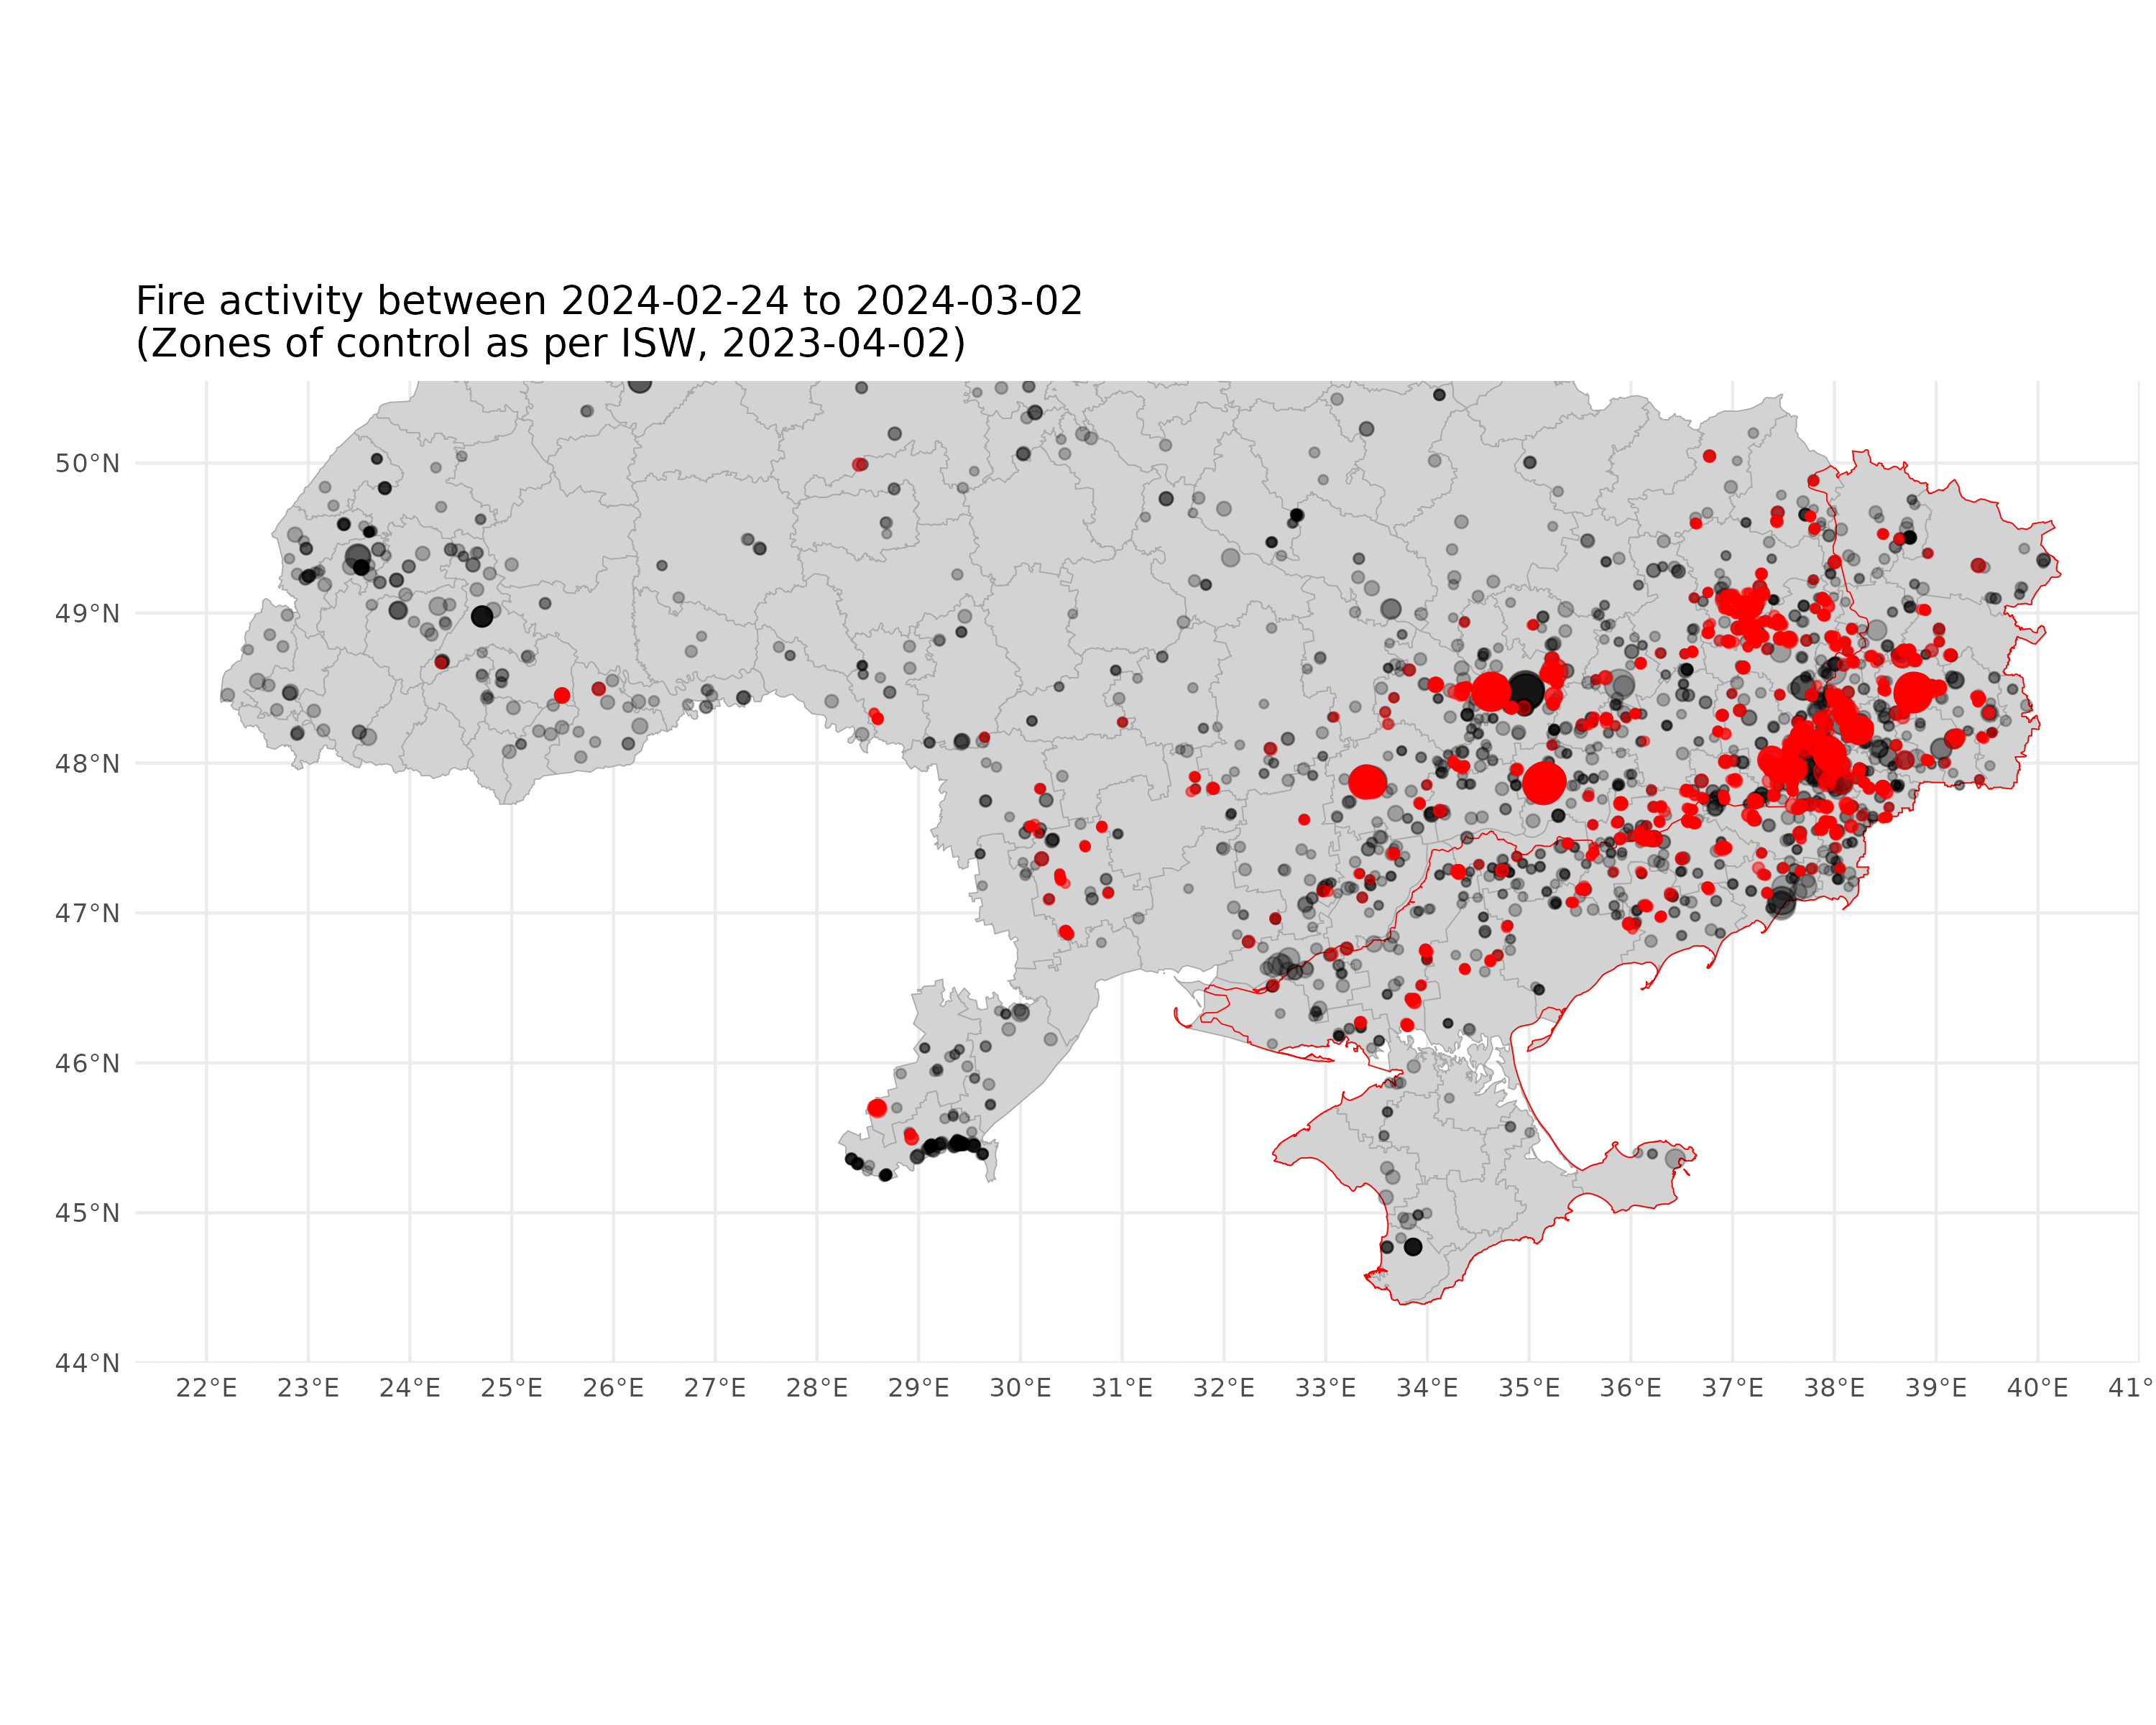 Fire activity between 2024-02-24 to 2024-03-02
(Zones of control as per ISW, 2023-04-02)
50°N
49°N
48°N
47°N
46°N
45°N
44°N
22°E 23°E 24°E 25°E 26°E 27°E 28°E 29°E 30°E 31°E 32°E 33°E 34°E 35°E 36°E 37°E 38°E 39°E 40°E 41°